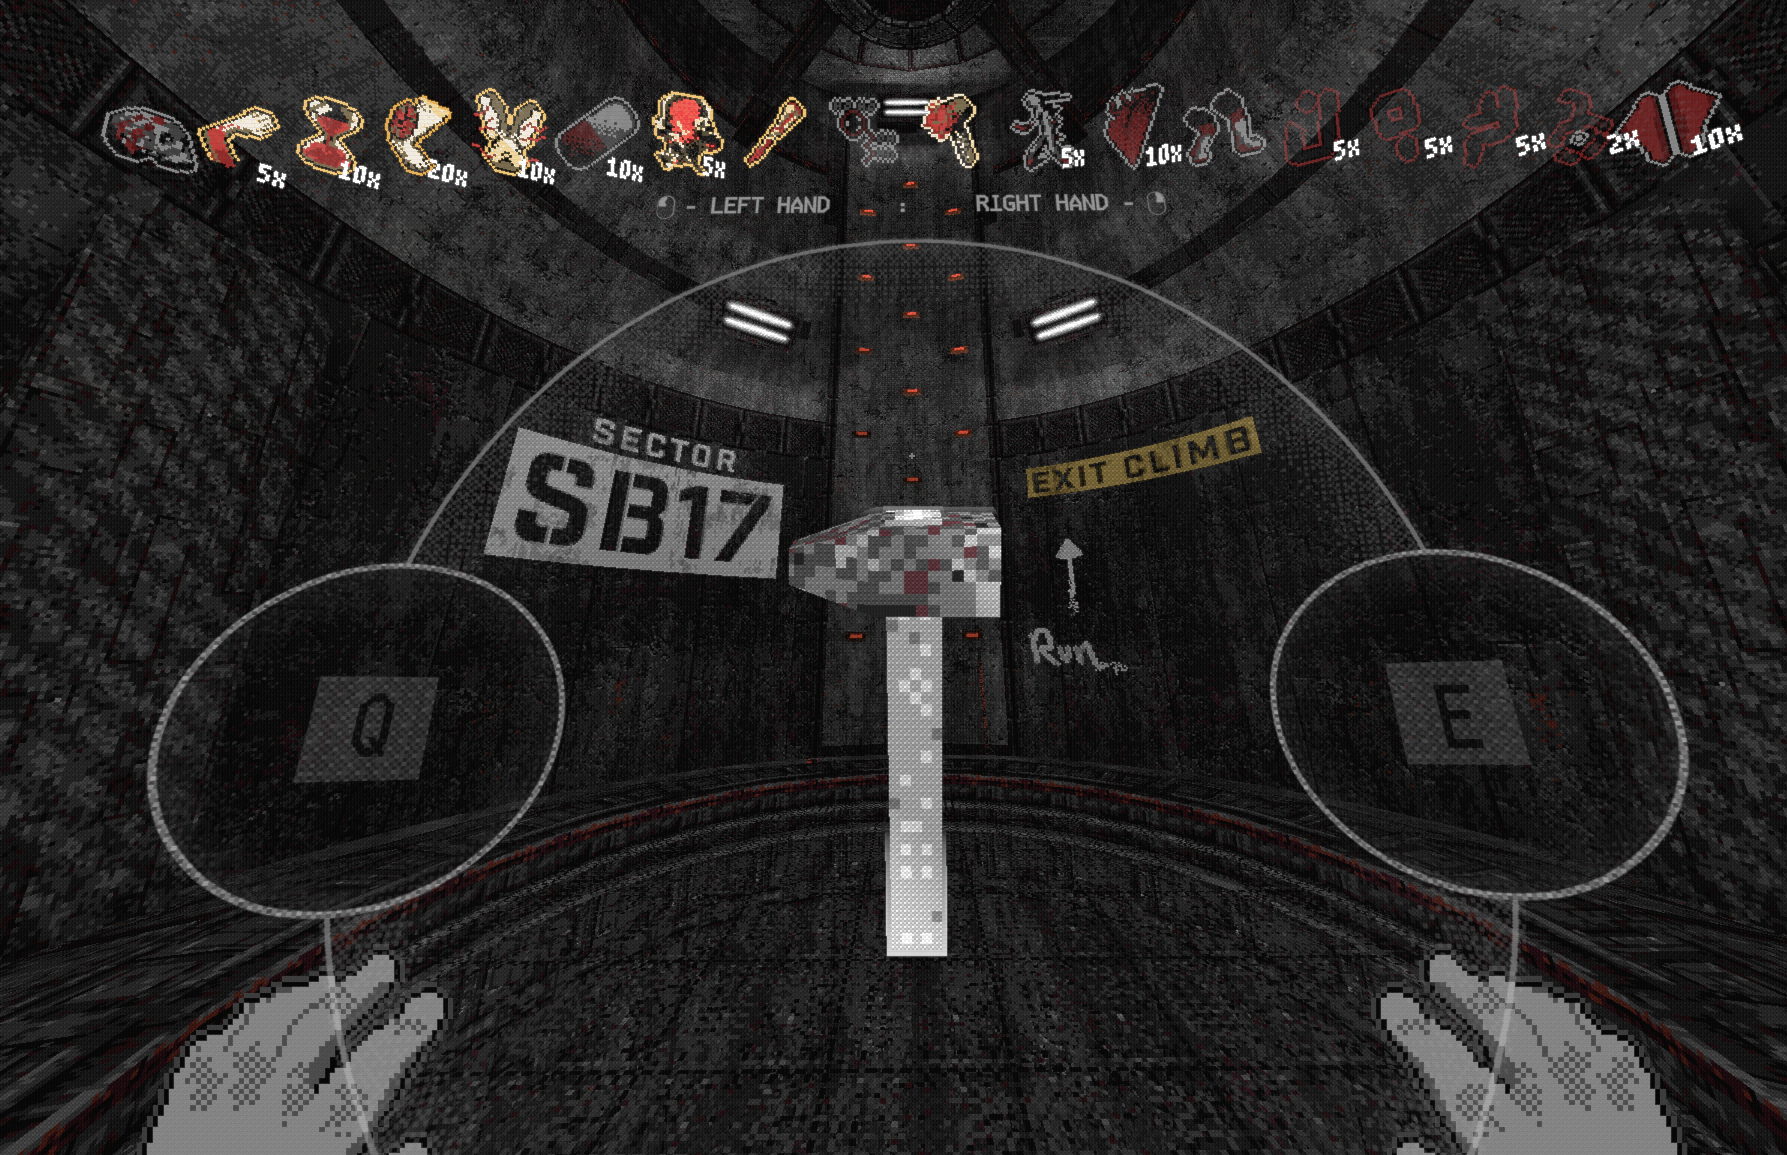 5X 10X 20X 10X 10X 5X 5X 10X 5X 5X 5X 2X 10X
- LEFT HAND : RIGHT HAND -
SECTOR
SB17
EXIT CLIMB
Run
Q
E